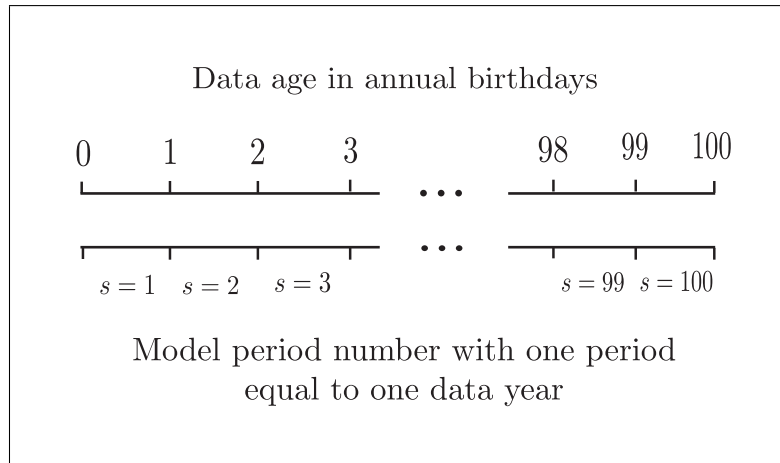 Data age in annual birthdays
0 1 2 3 98 99 100
...
...
s = 1 s = 2 s = 3 s = 99 s = 100
Model period number with one period
equal to one data year